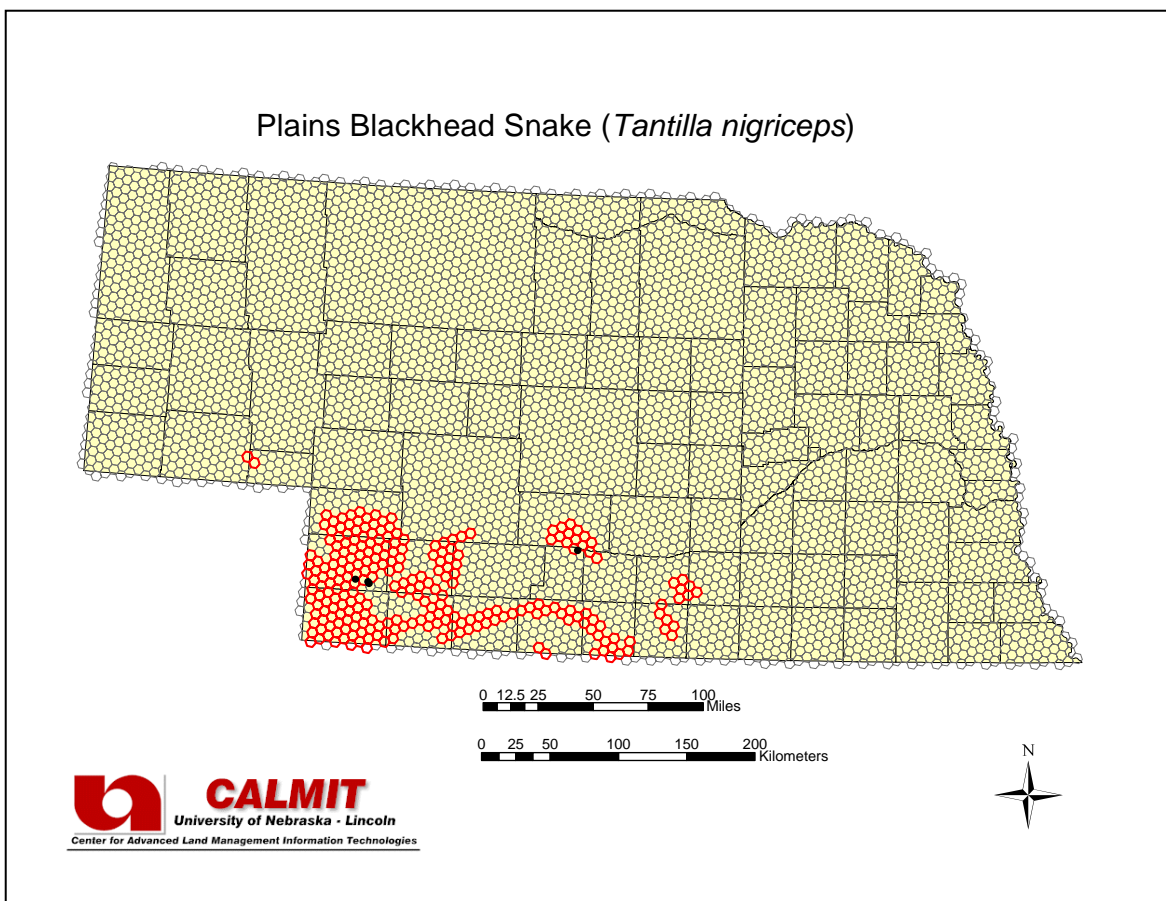 Plains Blackhead Snake (Tantilla nigriceps)
0 12.5 25 50 75 100
Miles
0 25 50 100 150 200
Kilometers
N
CALMIT
University of Nebraska - Lincoln
Center for Advanced Land Management Information Technologies